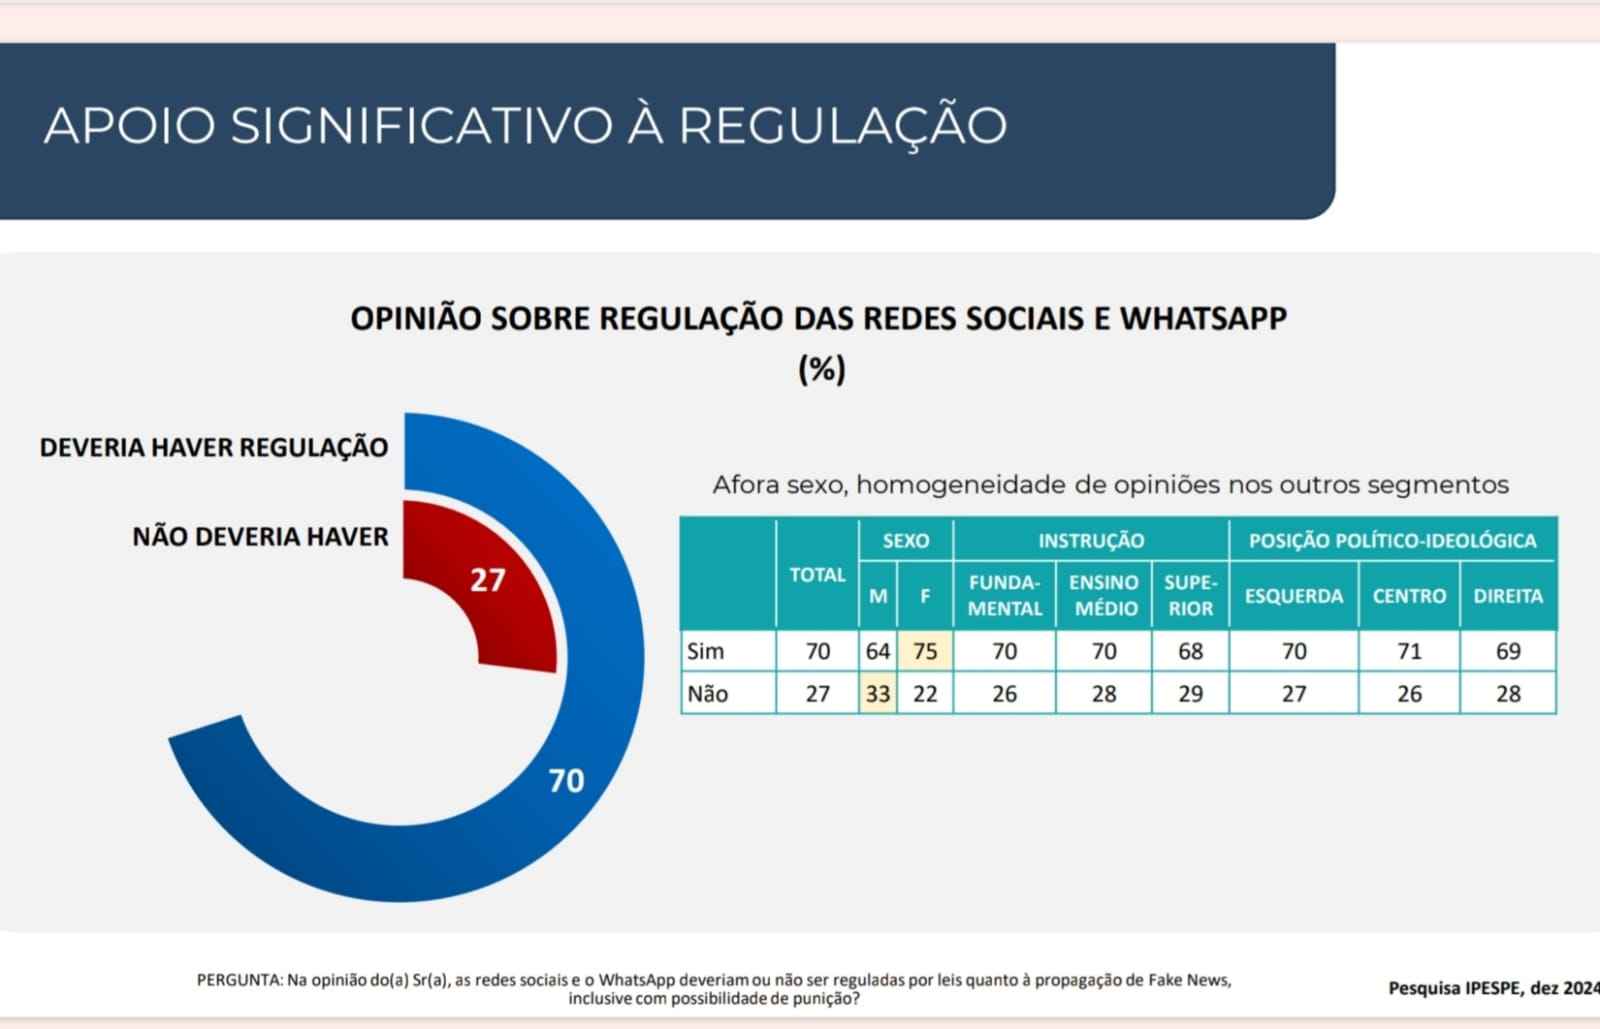 APOIO SIGNIFICATIVO À REGULAÇÃO
OPINIÃO SOBRE REGULAÇÃO DAS REDES SOCIAIS E WHATSAPP
(%)
DEVERIA HAVER REGULAÇÃO
NÃO DEVERIA HAVER
27
70
Afora sexo, homogeneidade de opiniões nos outros segmentos
TOTAL SEXO INSTRUÇÃO POSIÇÃO POLÍTICO-IDEOLÓGICA
M F FUNDA-MENTAL ENSINO MÉDIO SUPE-RIOR ESQUERDA CENTRO DIREITA
Sim 70 64 75 70 70 68 70 71 69
Não 27 33 22 26 28 29 27 26 28
PERGUNTA: Na opinião do(a) Sr(a), as redes sociais e o WhatsApp deveriam ou não ser reguladas por leis quanto à propagação de Fake News,
inclusive com possibilidade de punição?
Pesquisa IPESPE, dez 2024